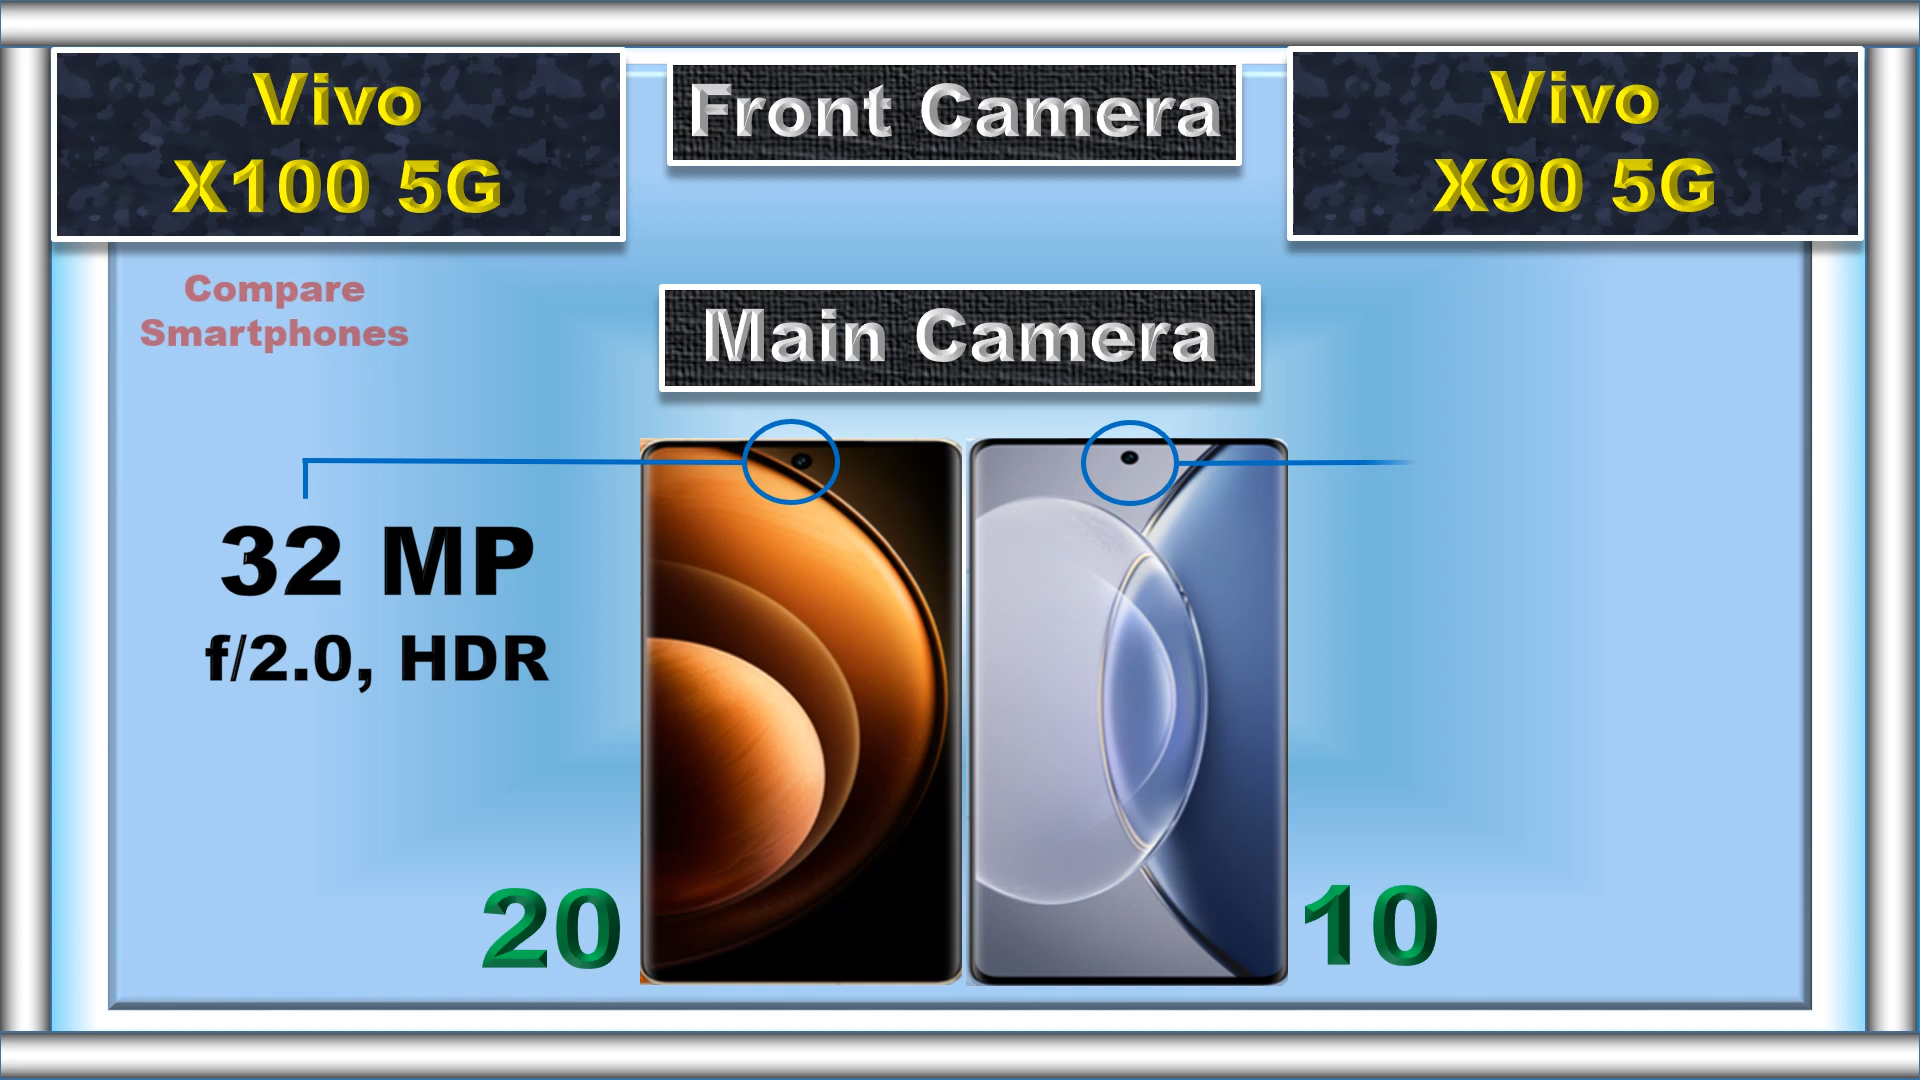 Vivo
X100 5G
Front Camera
Vivo
X90 5G
Compare
Smartphones
Main Camera
32 MP
f/2.0, HDR
20
10